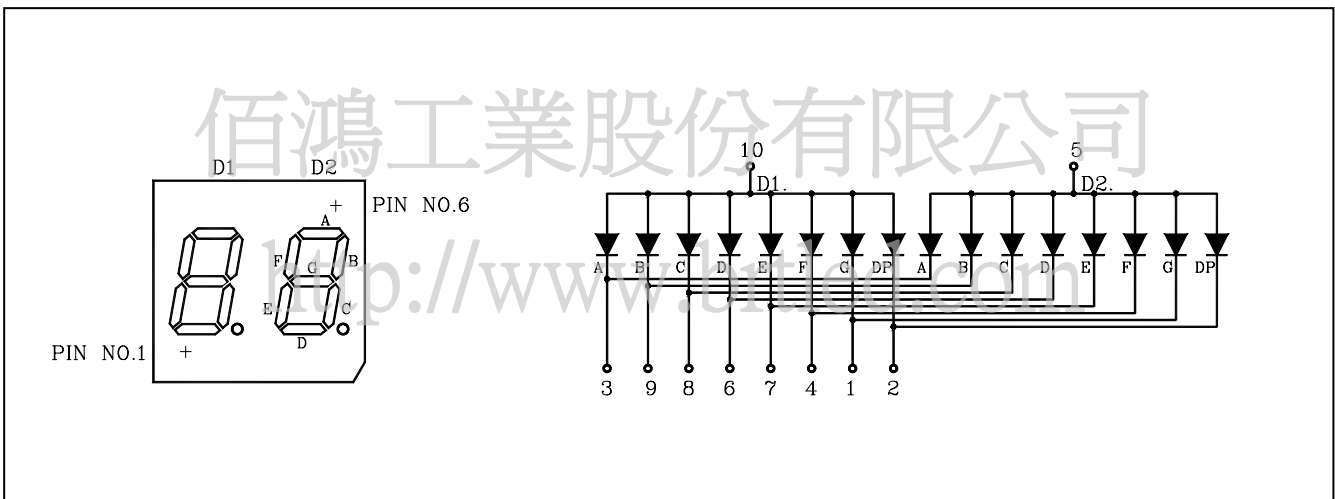 佰鴻工業股份有限公司
http://www.brtled.com
D1 D2
PIN NO.6
A
F G B
E C
D
PIN NO.1
10 5
D1. D2.
A B C D E F G DP A B C D E F G DP
3 9 8 6 7 4 1 2